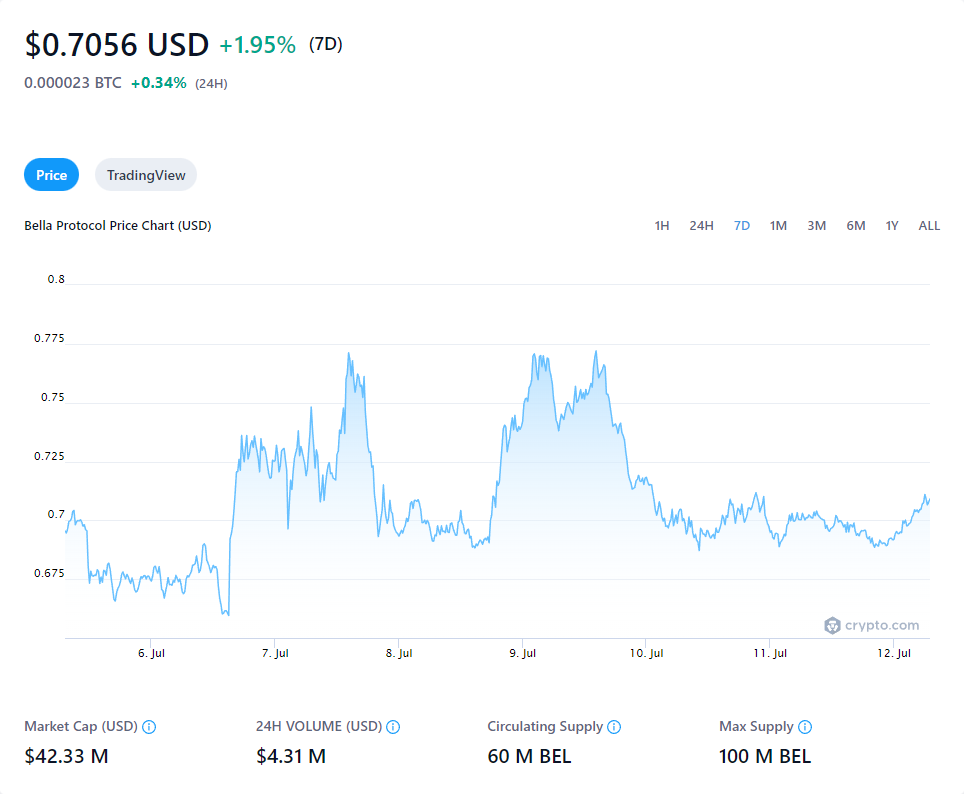 $0.7056 USD +1.95% (7D)
0.000023 BTC +0.34% (24H)
Price TradingView
Bella Protocol Price Chart (USD) 1H 24H 7D 1M 3M 6M 1Y ALL
0.8
0.775
0.75
0.725
0.7
0.675
crypto.com
6. Jul 7. Jul 8. Jul 9. Jul 10. Jul 11. Jul 12. Jul
Market Cap (USD) 24H VOLUME (USD) Circulating Supply Max Supply
$42.33 M $4.31 M 60 M BEL 100 M BEL